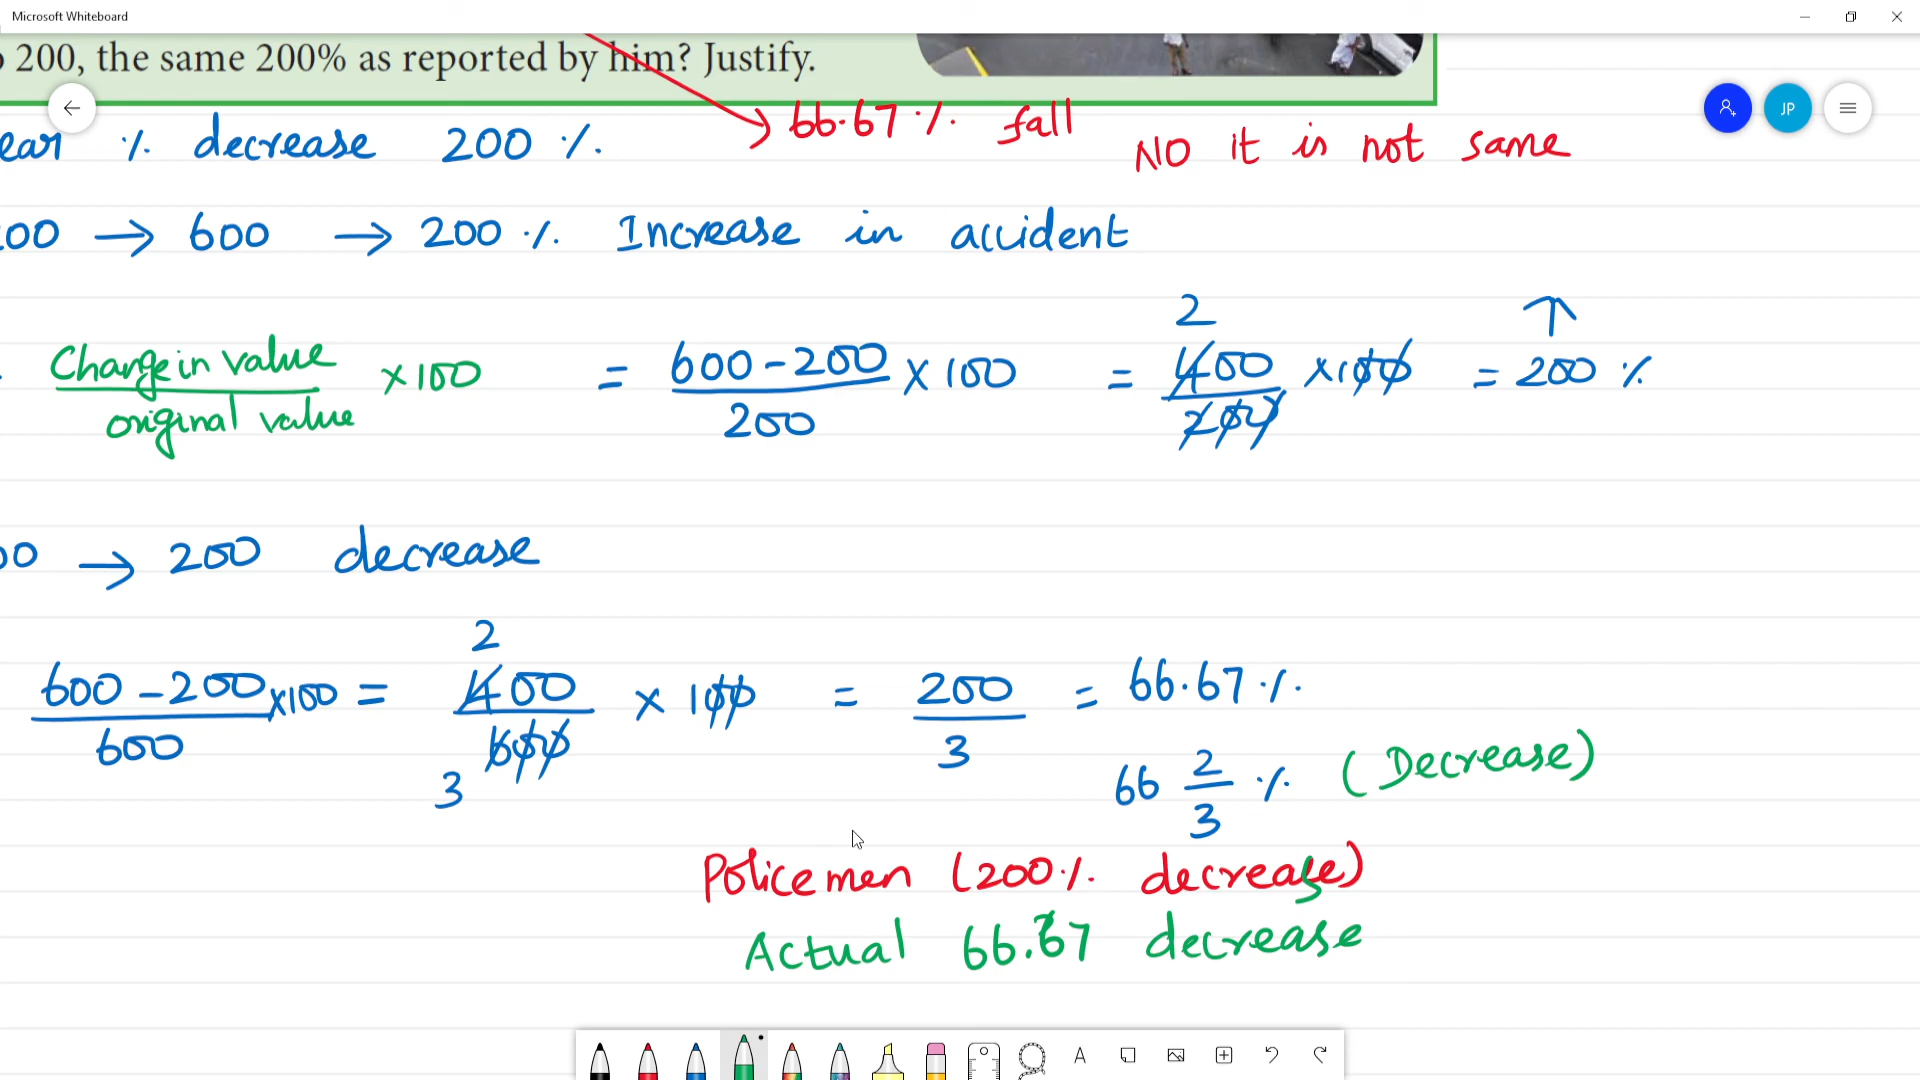 Microsoft Whiteboard
200, the same 200% as reported by him? Justify.
JP
66.67 % fall
ear % decrease 200 %.
NO it is not same
00 → 600 → 200 %. Increase in accident
Change in value / original value × 100 = 600 - 200 / 200 × 100 = 2 400 / 200 × 100 = 200 % ↑
00 → 200 decrease
600 - 200 / 600 × 100 = 2 400 / 600 3 × 100 = 200 / 3 = 66.67 %.
66 2/3 % (Decrease)
Policemen (200 %. decrease)
Actual 66.67 decrease
A